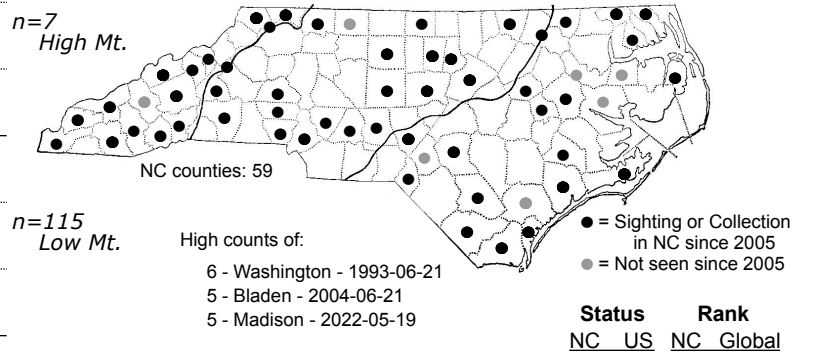 n=7
High Mt.
NC counties: 59
n=115
Low Mt.
High counts of:
6 - Washington - 1993-06-21
5 - Bladen - 2004-06-21
5 - Madison - 2022-05-19
= Sighting or Collection
in NC since 2005
= Not seen since 2005
Status Rank
NC US NC Global